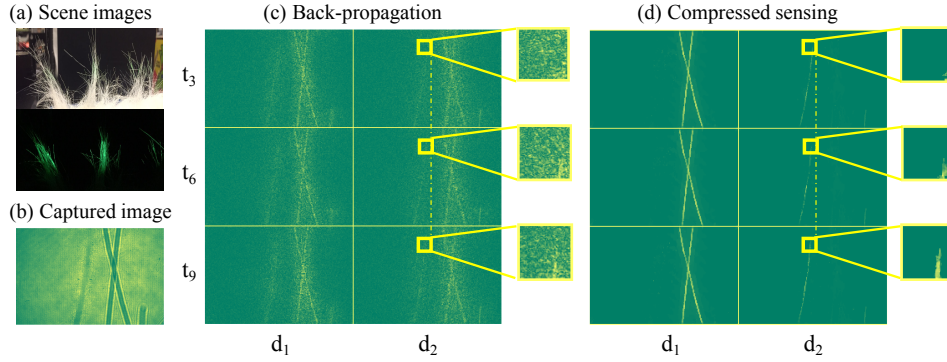 (a) Scene images
(b) Captured image
(c) Back-propagation
t3
t6
t9
d1
d2
(d) Compressed sensing
d1
d2